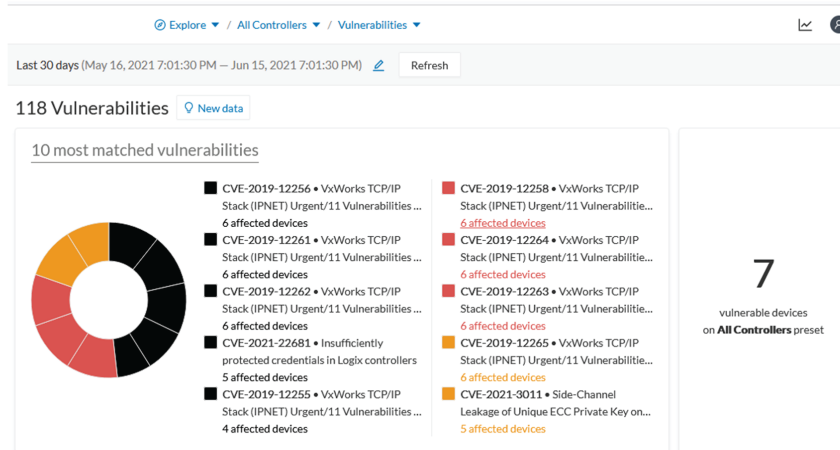 Explore / All Controllers / Vulnerabilities
Last 30 days (May 16, 2021 7:01:30 PM — Jun 15, 2021 7:01:30 PM) Refresh
118 Vulnerabilities New data
10 most matched vulnerabilities
CVE-2019-12256 • VxWorks TCP/IP
Stack (IPNET) Urgent/11 Vulnerabilities ...
6 affected devices
CVE-2019-12261 • VxWorks TCP/IP
Stack (IPNET) Urgent/11 Vulnerabilities ...
6 affected devices
CVE-2019-12262 • VxWorks TCP/IP
Stack (IPNET) Urgent/11 Vulnerabilities ...
6 affected devices
CVE-2021-22681 • Insufficiently
protected credentials in Logix controllers
5 affected devices
CVE-2019-12255 • VxWorks TCP/IP
Stack (IPNET) Urgent/11 Vulnerabilities ...
4 affected devices
CVE-2019-12258 • VxWorks TCP/IP
Stack (IPNET) Urgent/11 Vulnerabilitie...
6 affected devices
CVE-2019-12264 • VxWorks TCP/IP
Stack (IPNET) Urgent/11 Vulnerabilitie...
6 affected devices
CVE-2019-12263 • VxWorks TCP/IP
Stack (IPNET) Urgent/11 Vulnerabilitie...
6 affected devices
CVE-2019-12265 • VxWorks TCP/IP
Stack (IPNET) Urgent/11 Vulnerabilitie...
6 affected devices
CVE-2021-3011 • Side-Channel
Leakage of Unique ECC Private Key on...
5 affected devices
7
vulnerable devices
on All Controllers preset